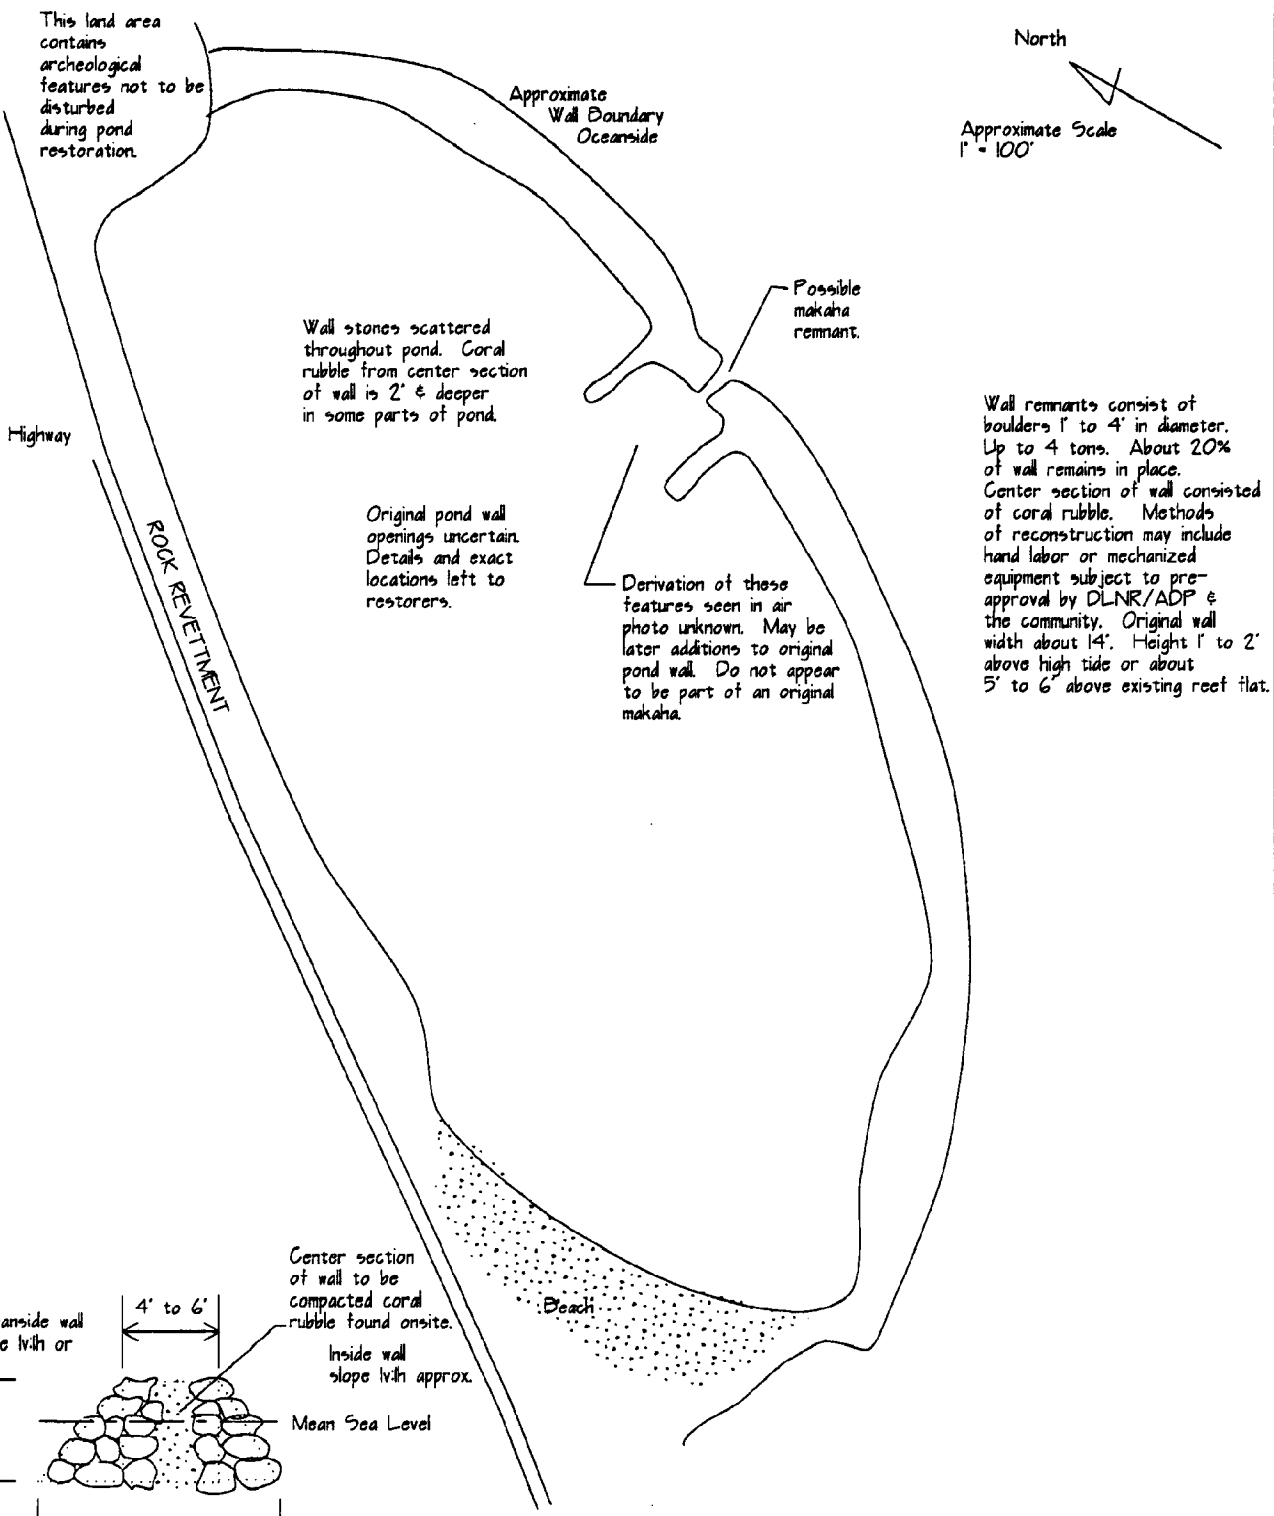 This land area
contains
archeological
features not to be
disturbed
during pond
restoration.
North
Approximate Scale
1" = 100'
Approximate
Wall Boundary
Oceanside
Possible
makaha
remnant.
Wall stones scattered
throughout pond. Coral
rubble from center section
of wall is 2' & deeper
in some parts of pond.
Highway
Wall remnants consist of
boulders 1' to 4' in diameter.
Up to 4 tons. About 20%
of wall remains in place.
Center section of wall consisted
of coral rubble. Methods
of reconstruction may include
hand labor or mechanized
equipment subject to pre-
approval by DLNR/ADP &
the community. Original wall
width about 14'. Height 1' to 2'
above high tide or about
5' to 6' above existing reef flat.
Original pond wall
openings uncertain.
Details and exact
locations left to
restorers.
ROCK REVETTMENT
Derivation of these
features seen in air
photo unknown. May be
later additions to original
pond wall. Do not appear
to be part of an original
makaha.
Center section
of wall to be
compacted coral
rubble found onsite.
Beach
4' to 6'
anside wall
e 1v:1h or
Inside wall
slope 1v:1h approx.
Mean Sea Level